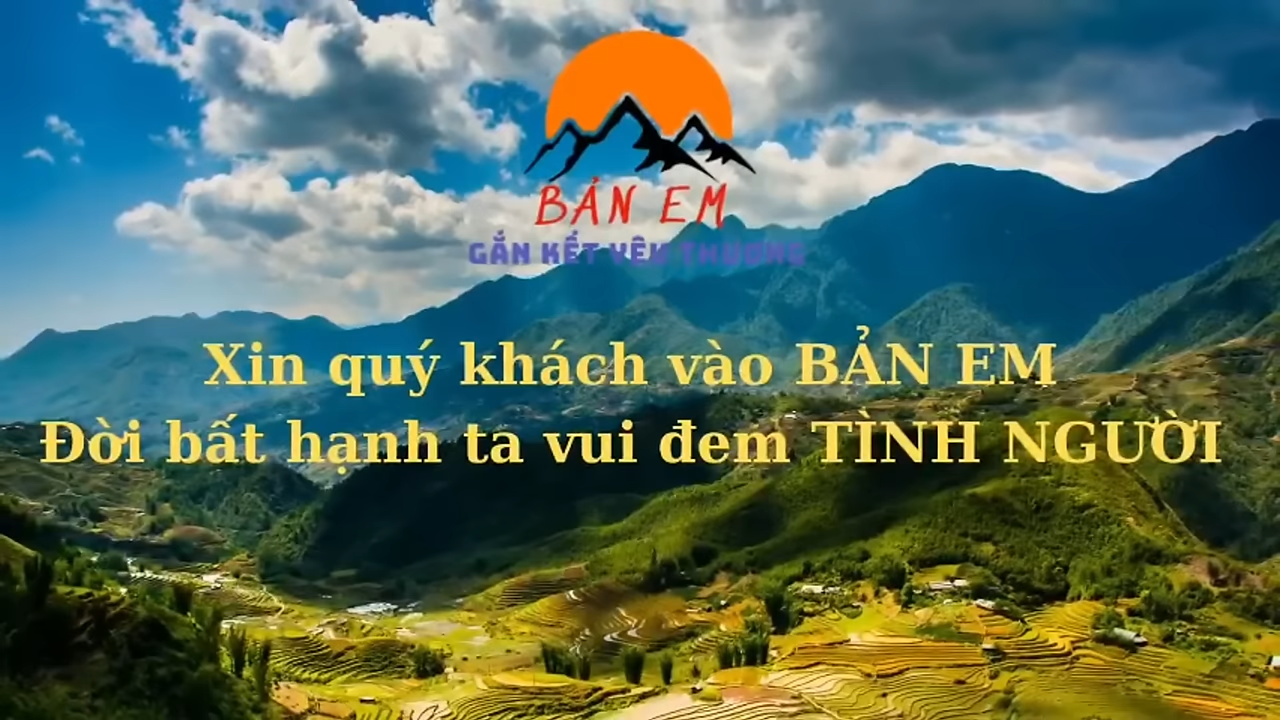 BẢN EM
GẮN KẾT YÊU THƯƠNG
Xin quý khách vào BẢN EM
Đời bất hạnh ta vui đem TÌNH NGƯỜI